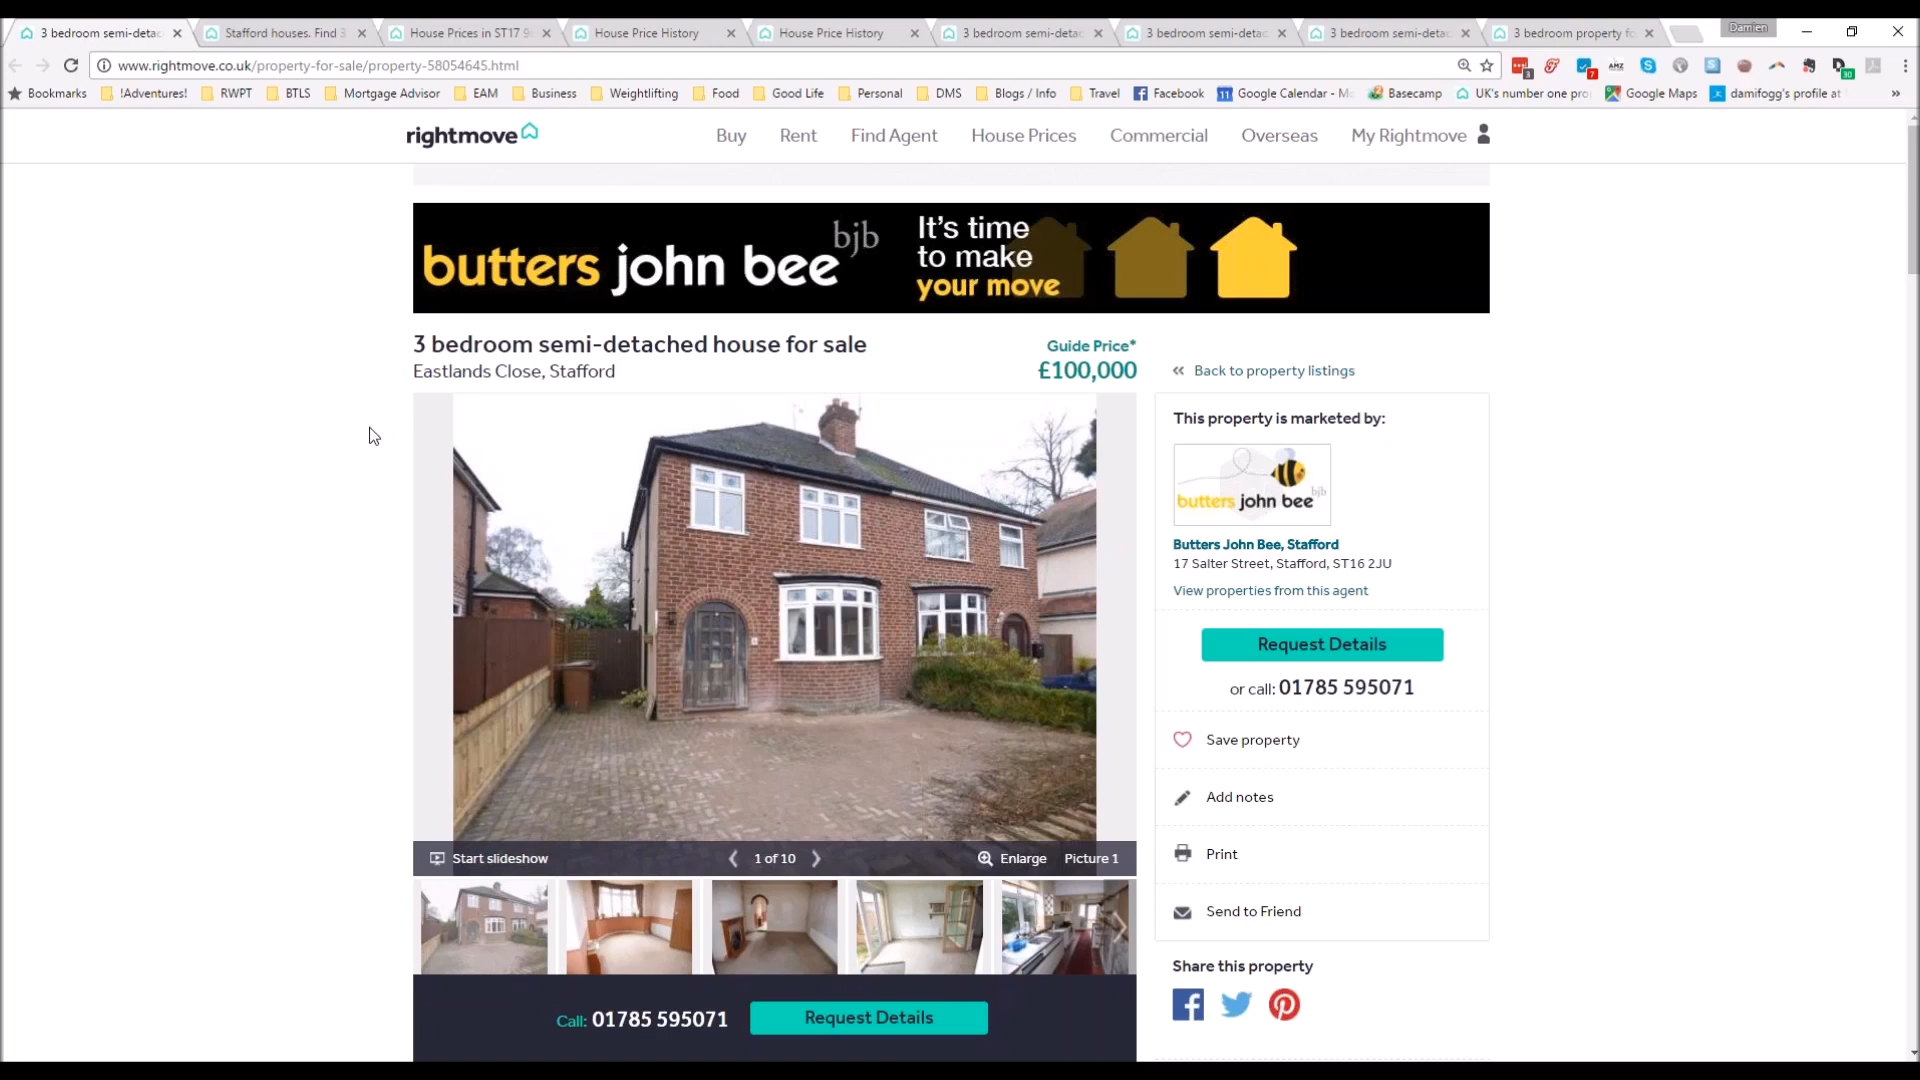 3 bedroom semi-detac
Stafford houses. Find 3
House Prices in ST17 9
House Price History
House Price History
3 bedroom semi-detac
3 bedroom semi-detac
3 bedroom semi-detac
3 bedroom property fo
Damien
www.rightmove.co.uk/property-for-sale/property-58054645.html
Bookmarks !Adventures! RWPT BTLS Mortgage Advisor EAM Business Weightlifting Food Good Life Personal DMS Blogs / Info Travel Facebook Google Calendar - Mo Basecamp UK's number one pro Google Maps damifogg's profile at
rightmove
Buy Rent Find Agent House Prices Commercial Overseas My Rightmove
butters john bee bjb
It's time
to make
your move
3 bedroom semi-detached house for sale
Eastlands Close, Stafford
Guide Price*
£100,000
Back to property listings
This property is marketed by:
butters john bee bjb
Butters John Bee, Stafford
17 Salter Street, Stafford, ST16 2JU
View properties from this agent
Request Details
or call: 01785 595071
Save property
Add notes
Print
Send to Friend
Share this property
Start slideshow
1 of 10
Enlarge
Picture 1
Call: 01785 595071
Request Details